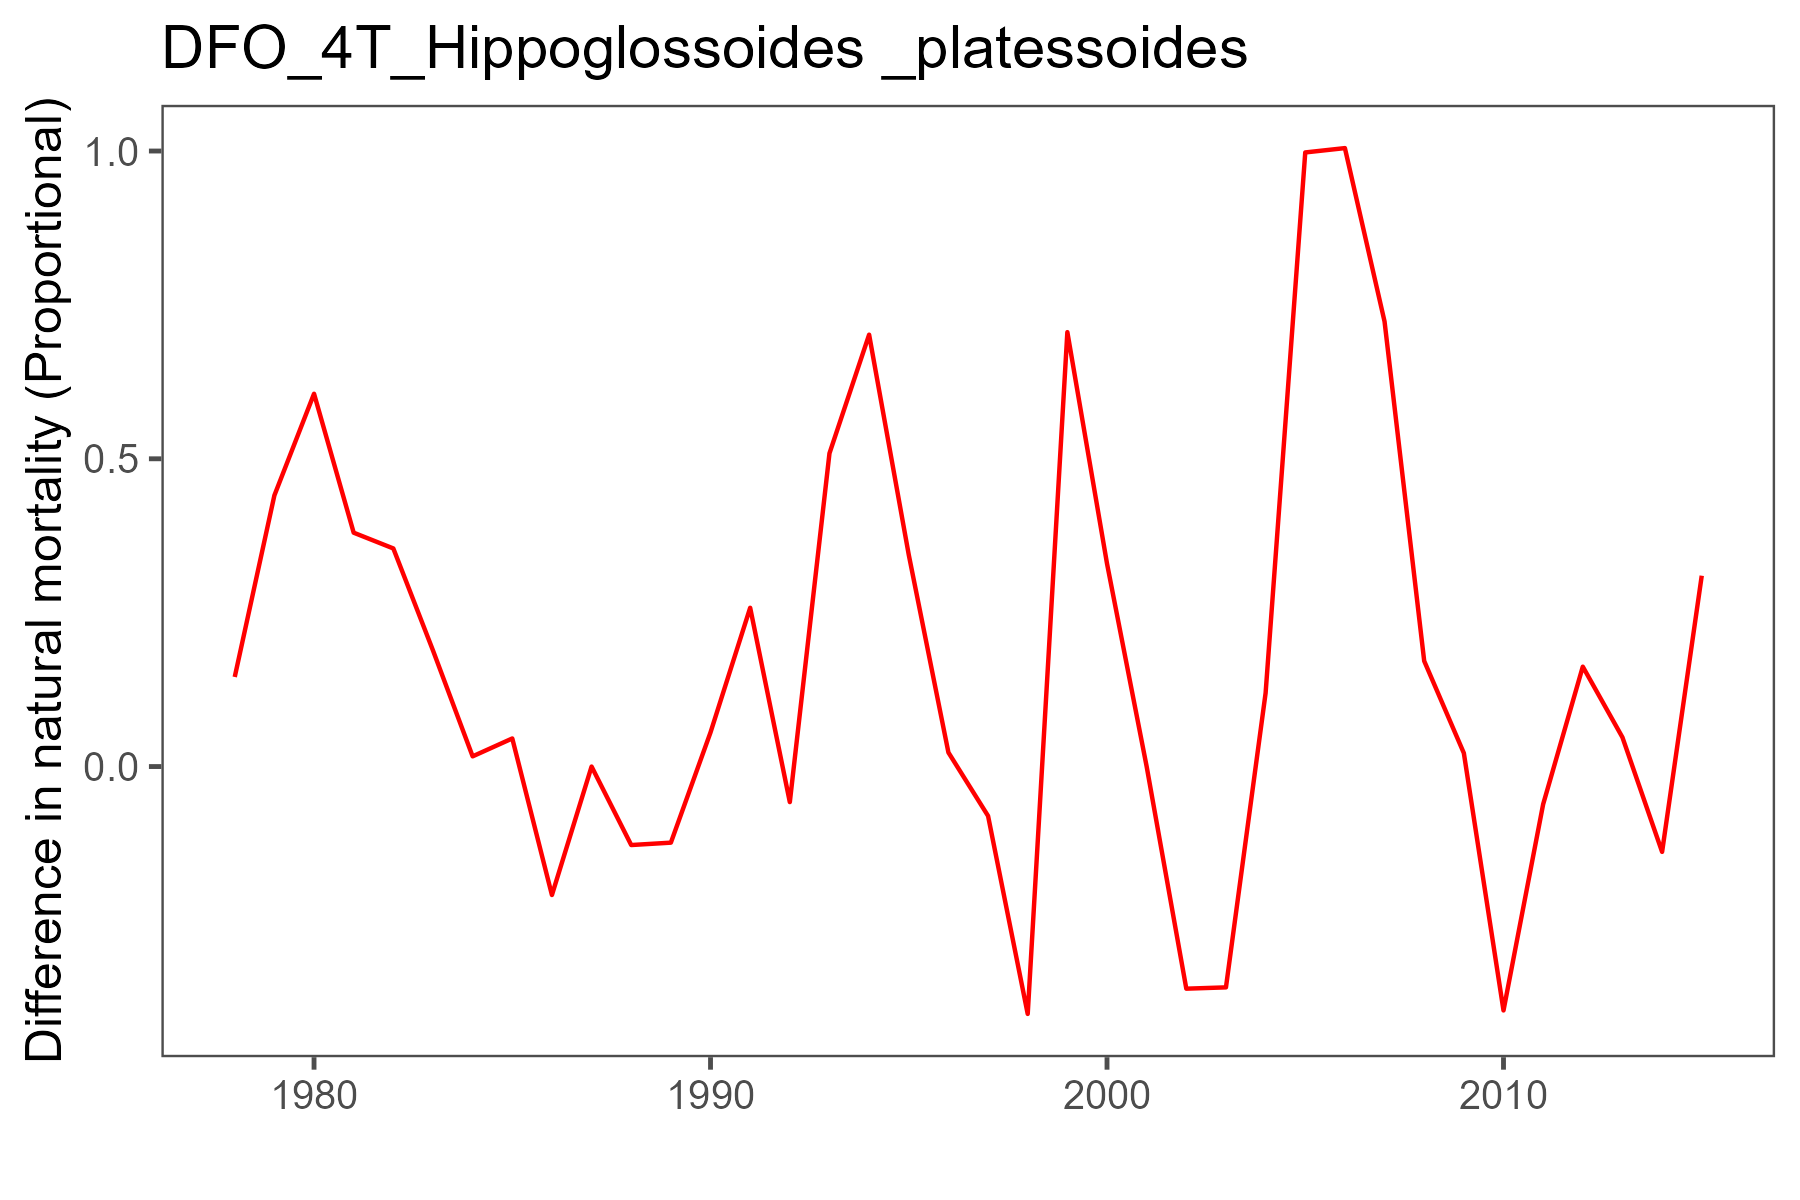 DFO_4T_Hippoglossoides _platessoides
Difference in natural mortality (Proportional)
1.0
0.5
0.0
1980 1990 2000 2010